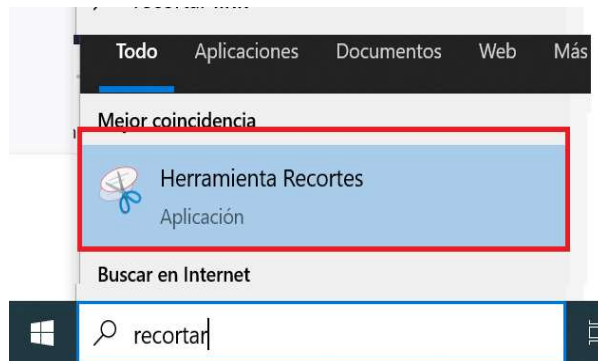 Todo Aplicaciones Documentos Web Más
Mejor coincidencia
Herramienta Recortes
Aplicación
Buscar en Internet
recortar